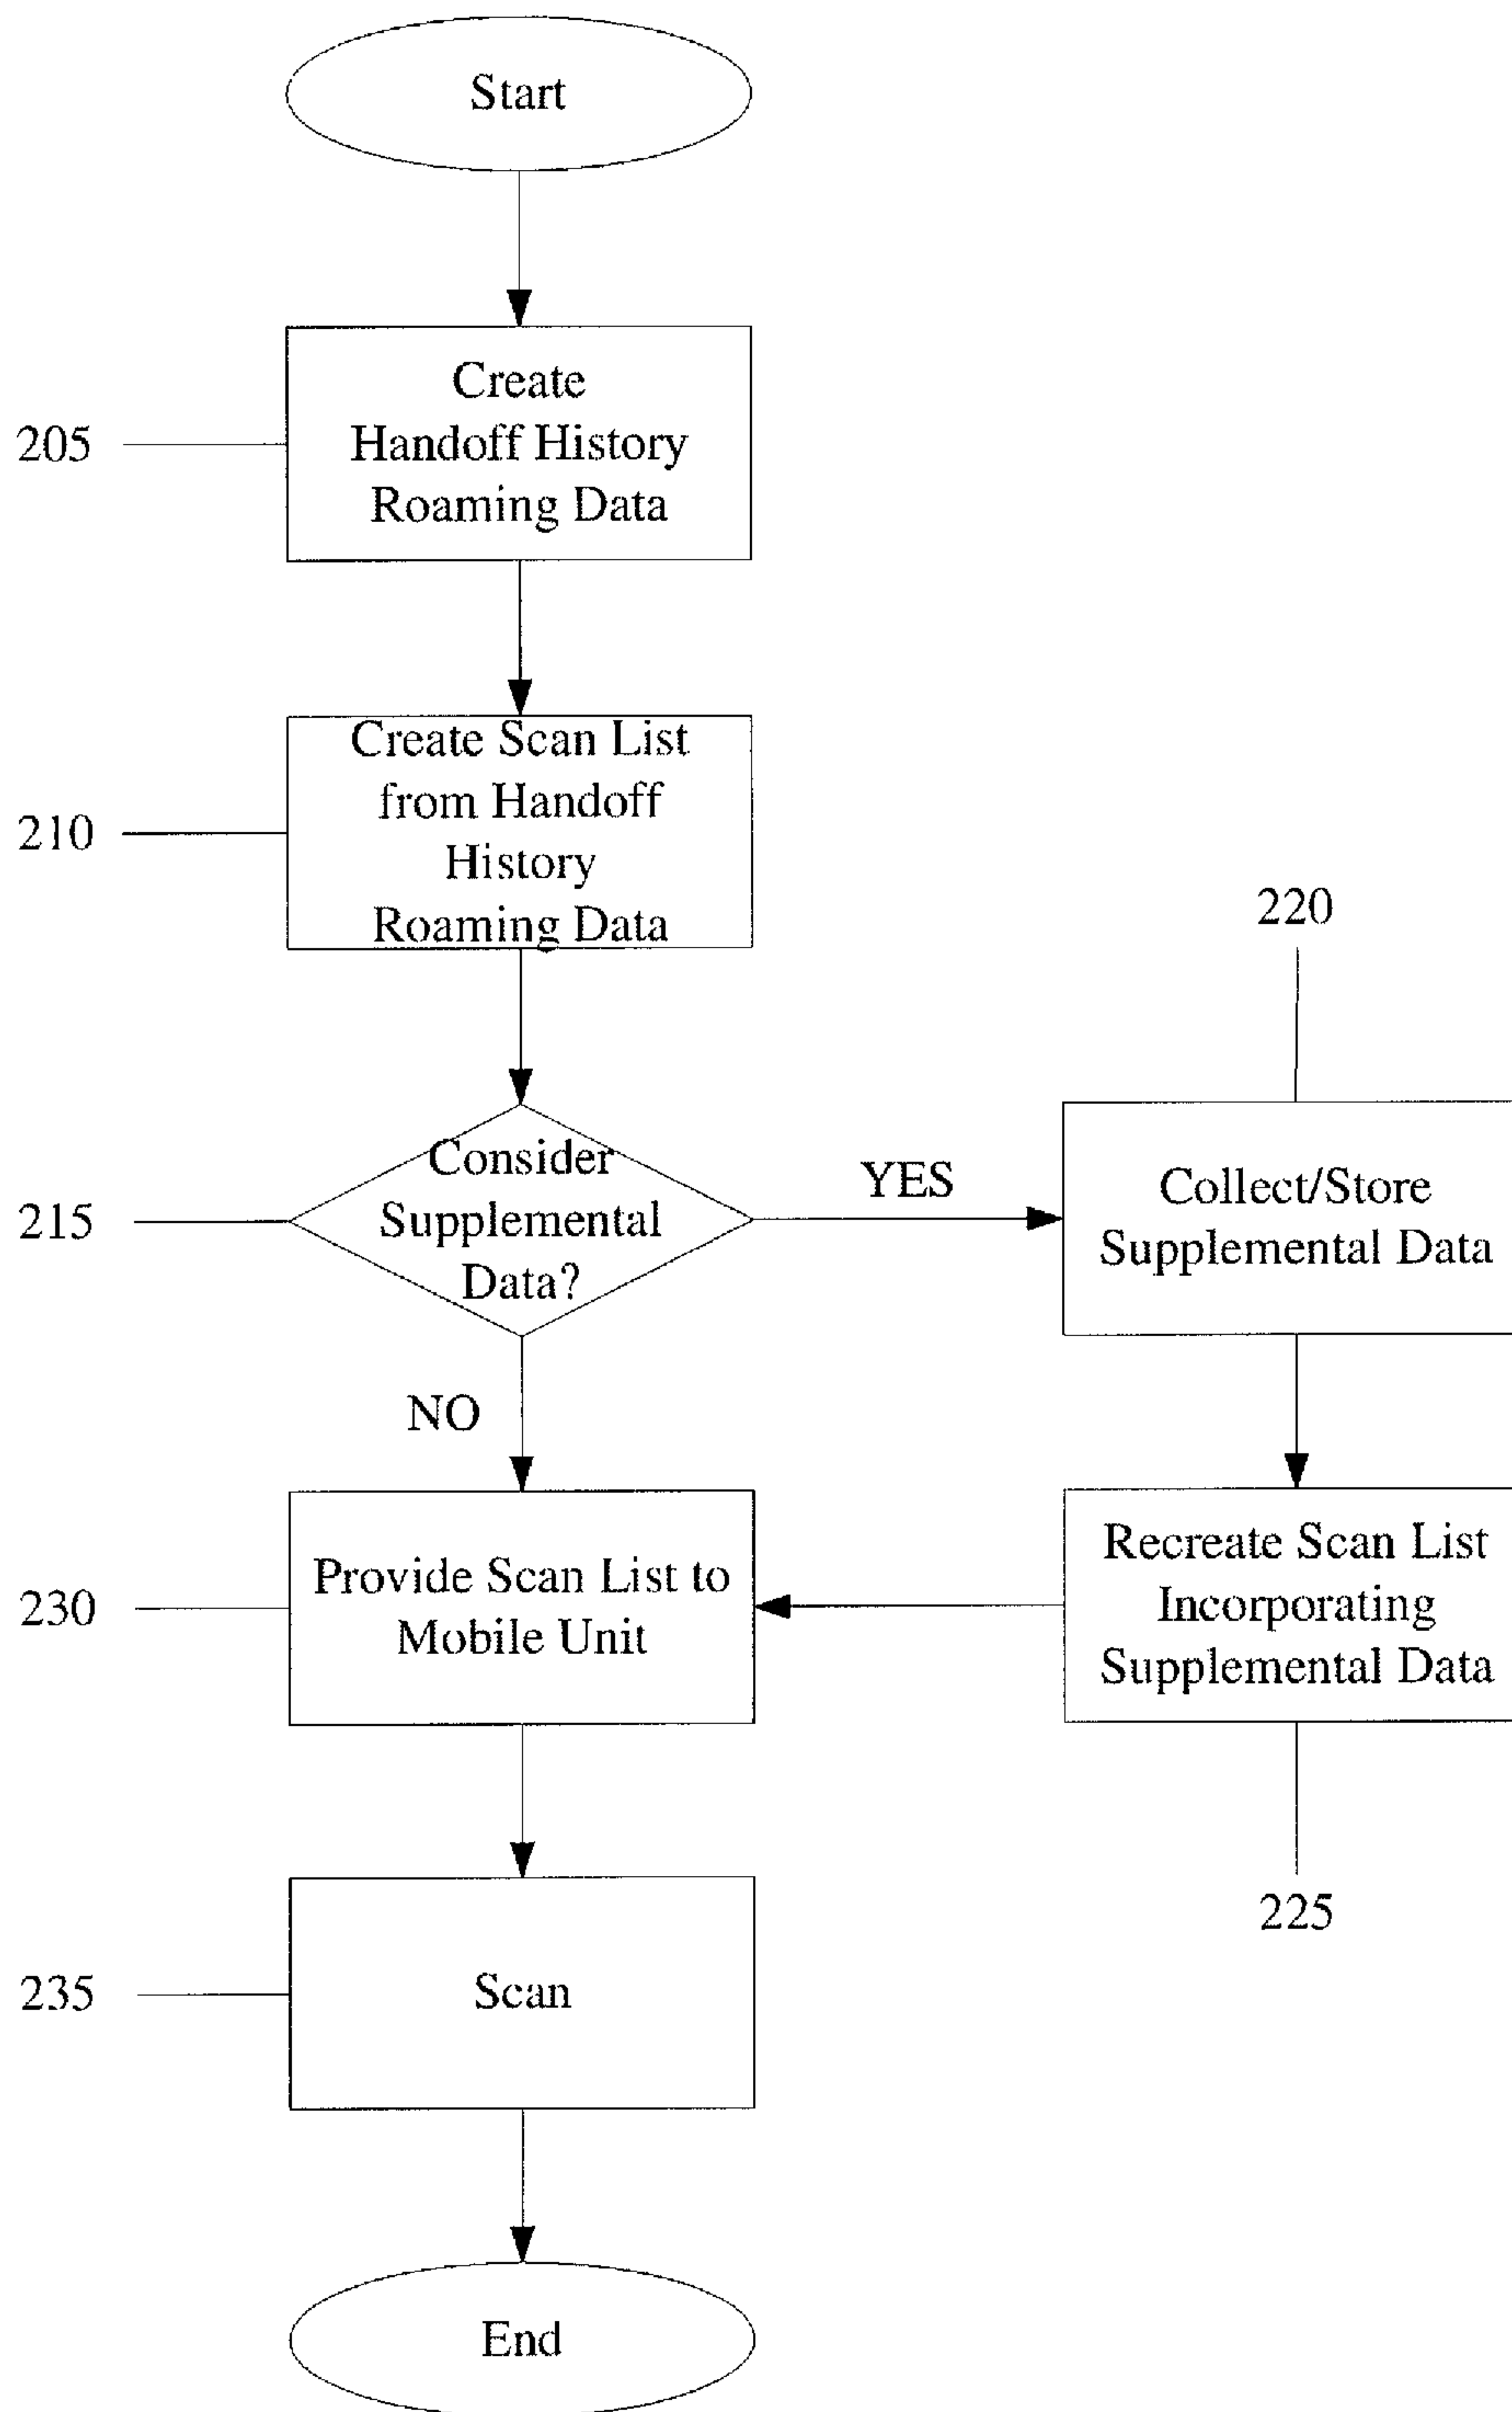 Start
205
Create
Handoff History
Roaming Data
210
Create Scan List
from Handoff
History
Roaming Data
215
Consider
Supplemental
Data?
YES
NO
220
Collect/Store
Supplemental Data
230
Provide Scan List to
Mobile Unit
Recreate Scan List
Incorporating
Supplemental Data
225
235
Scan
End